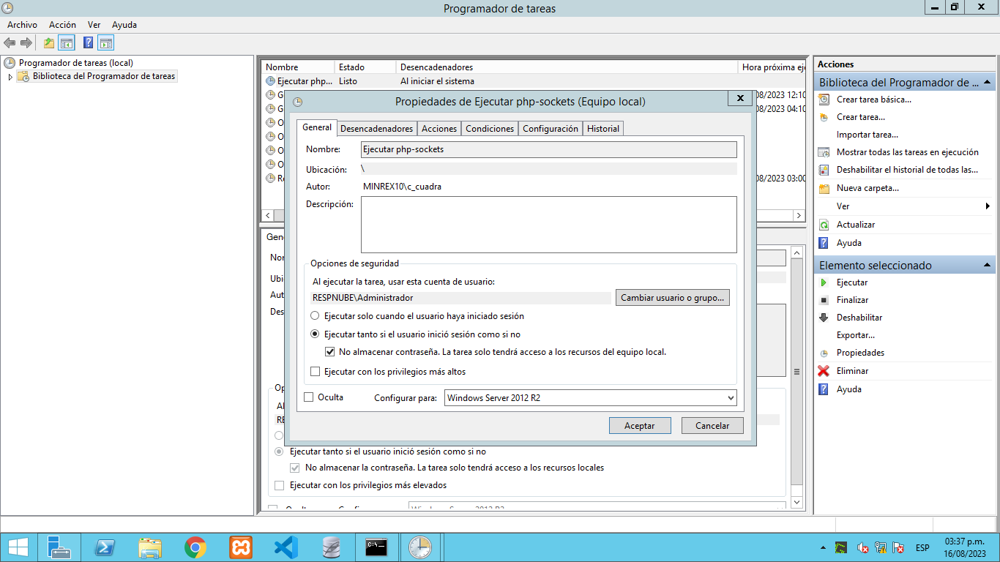 Programador de tareas
Archivo Acción Ver Ayuda
Programador de tareas (local)
Biblioteca del Programador de tareas
Nombre Estado Desencadenadores Hora próxima eje
Ejecutar php... Listo Al iniciar el sistema
G 08/2023 12:10
G 08/2023 04:10
O
O
O
O
Re 08/2023 03:00
Propiedades de Ejecutar php-sockets (Equipo local)
General Desencadenadores Acciones Condiciones Configuración Historial
Nombre: Ejecutar php-sockets
Ubicación: \
Autor: MINREX10\c_cuadra
Descripción:
Opciones de seguridad
Al ejecutar la tarea, usar esta cuenta de usuario:
RESPNUBE\Administrador Cambiar usuario o grupo...
Ejecutar solo cuando el usuario haya iniciado sesión
Ejecutar tanto si el usuario inició sesión como si no
No almacenar contraseña. La tarea solo tendrá acceso a los recursos del equipo local.
Ejecutar con los privilegios más altos
Oculta Configurar para: Windows Server 2012 R2
Aceptar Cancelar
Gen
Nor
Ubi
Aut
Des
Op
Al
RE
Ejecutar tanto si el usuario inició sesión como si no
No almacenar la contraseña. La tarea solo tendrá acceso a los recursos locales
Ejecutar con los privilegios más elevados
Acciones
Biblioteca del Programador de ...
Crear tarea básica...
Crear tarea...
Importar tarea...
Mostrar todas las tareas en ejecución
Deshabilitar el historial de todas las...
Nueva carpeta...
Ver
Actualizar
Ayuda
Elemento seleccionado
Ejecutar
Finalizar
Deshabilitar
Exportar...
Propiedades
Eliminar
Ayuda
ESP
03:37 p.m.
16/08/2023